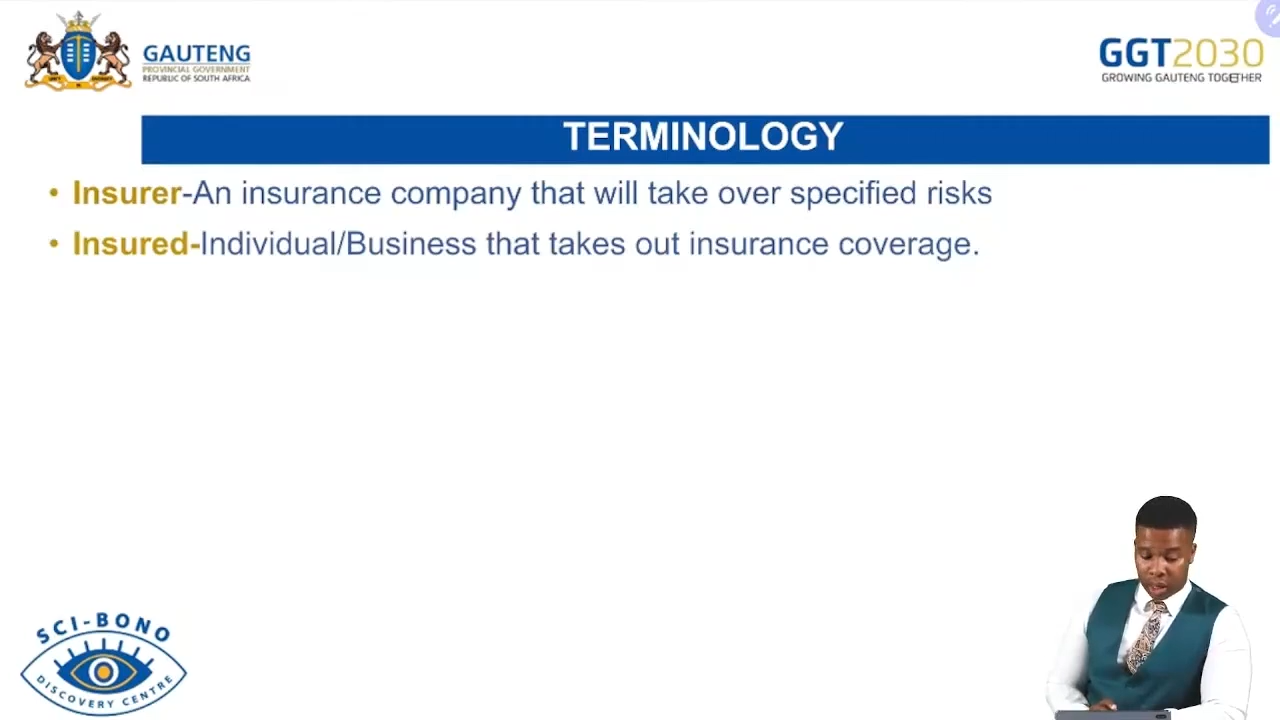 GAUTENG
PROVINCIAL GOVERNMENT
REPUBLIC OF SOUTH AFRICA
GGT2030
GROWING GAUTENG TOGETHER
TERMINOLOGY
• Insurer-An insurance company that will take over specified risks
• Insured-Individual/Business that takes out insurance coverage.
SCI-BONO
DISCOVERY CENTRE